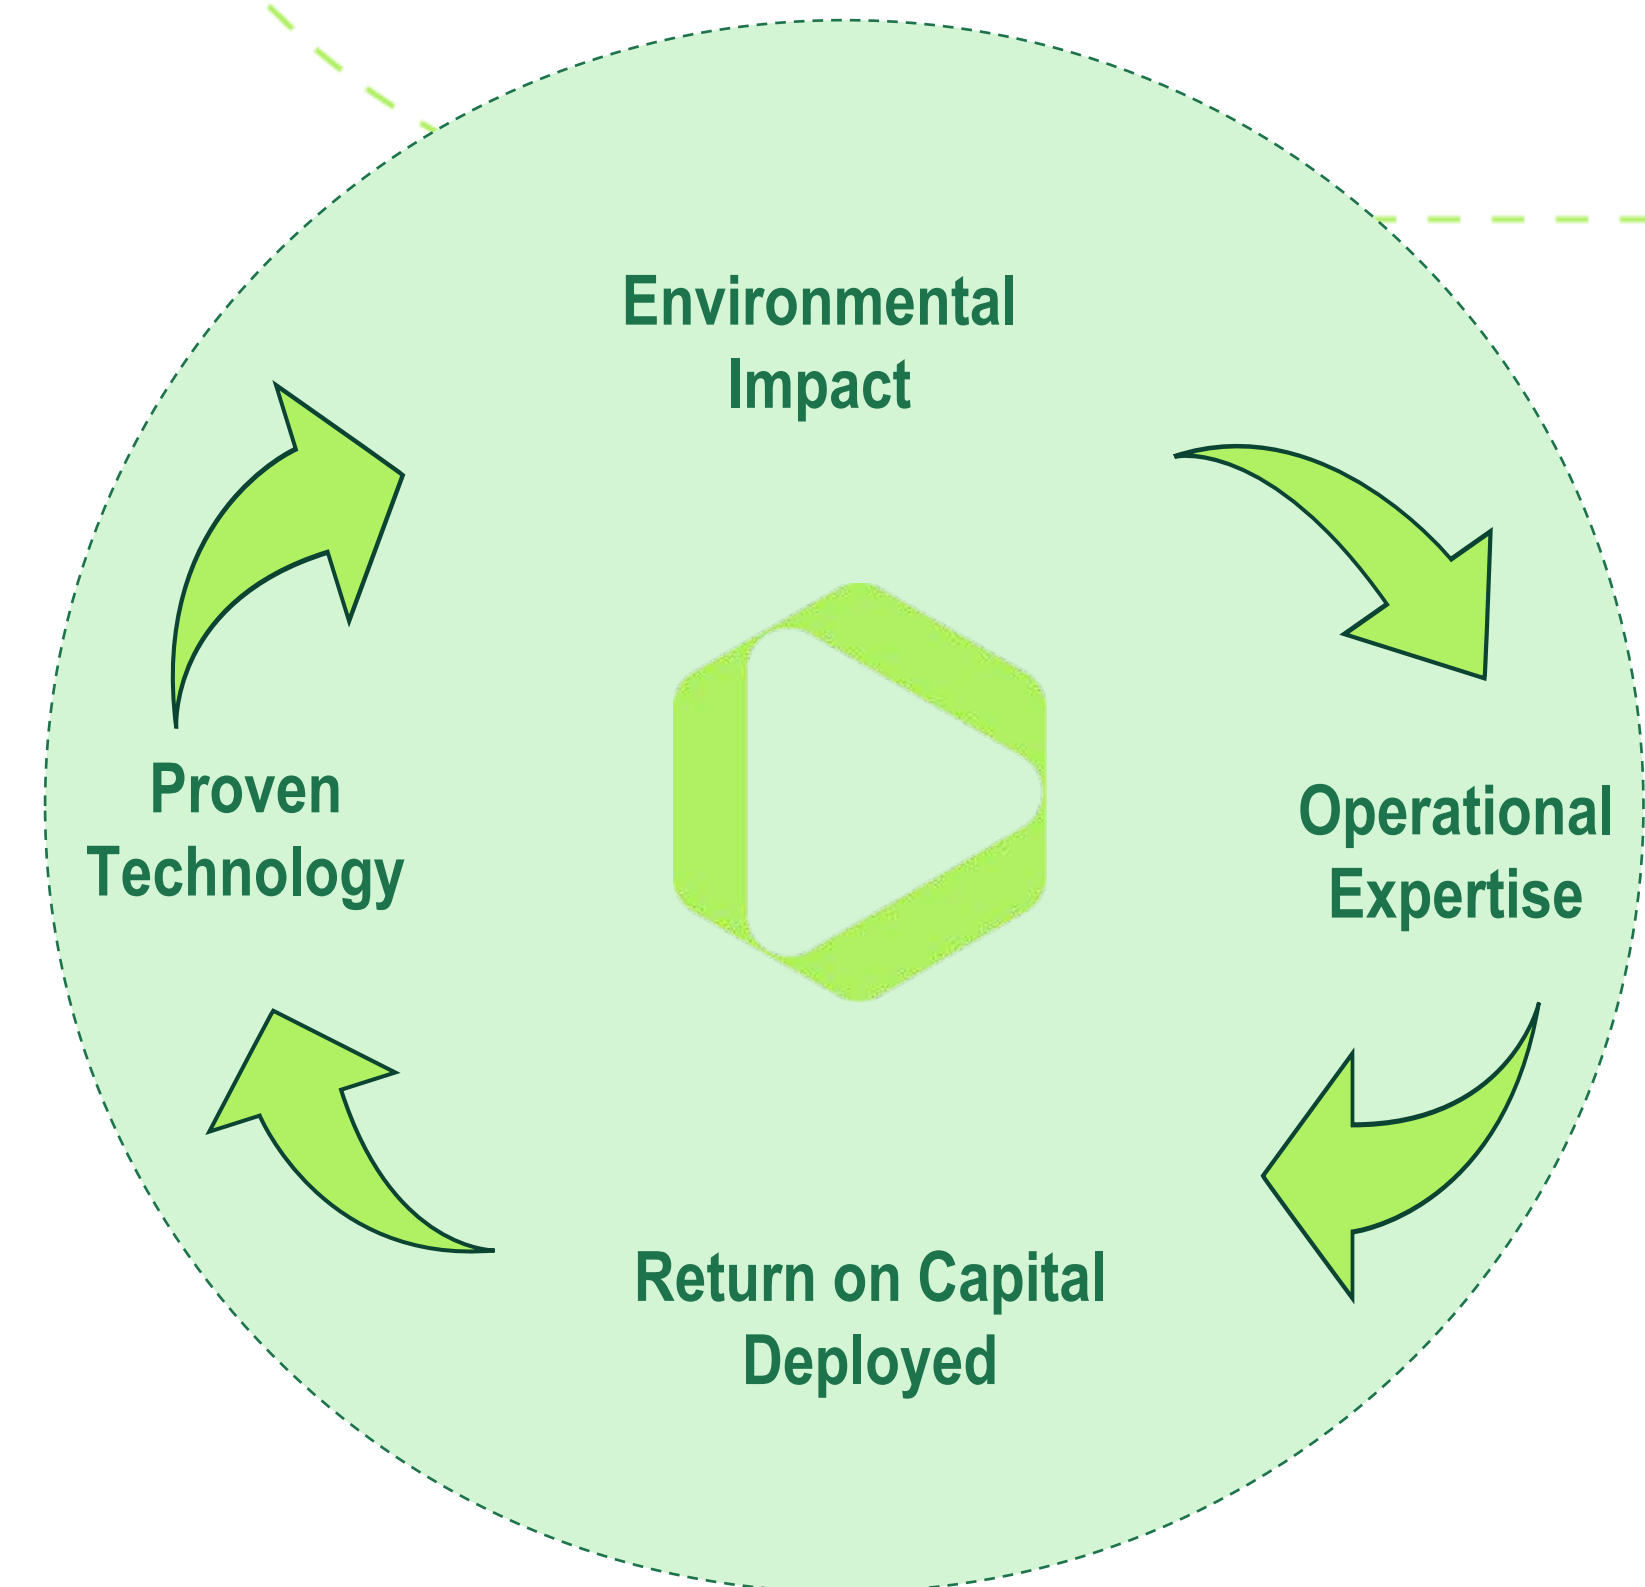 Environmental
Impact
Proven
Technology
Operational
Expertise
Return on Capital
Deployed